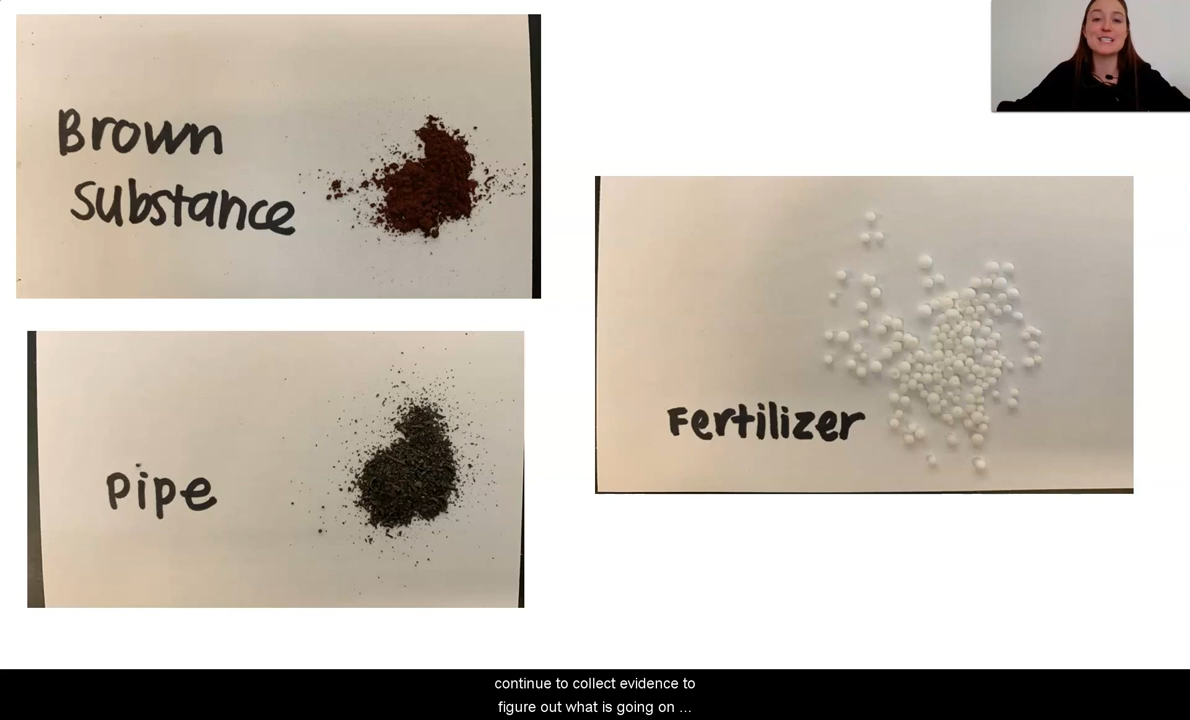 Brown
Substance
Pipe
Fertilizer
continue to collect evidence to
figure out what is going on ...